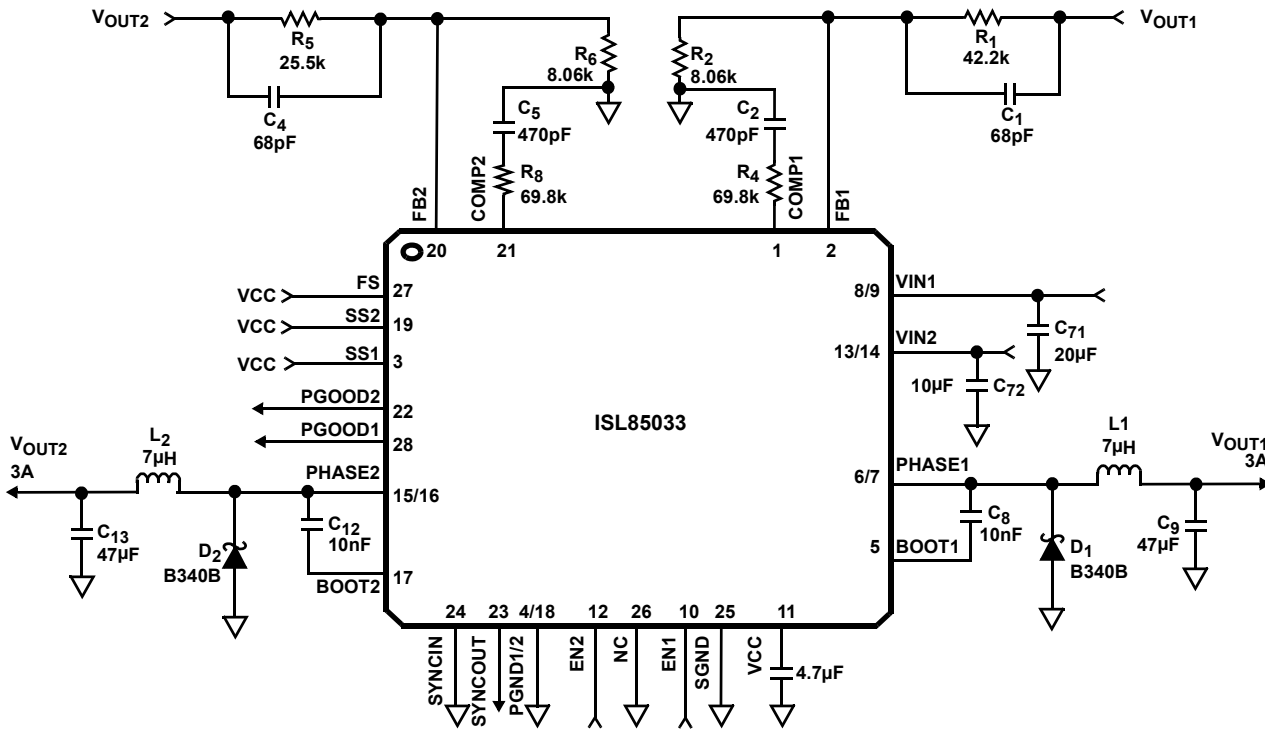 VOUT2
R5
25.5k
C4
68pF
R6
8.06k
C5
470pF
R8
69.8k
R2
8.06k
C2
470pF
R4
69.8k
R1
42.2k
C1
68pF
VOUT1
FB2
COMP2
COMP1
FB1
20
21
1
2
VCC
FS
27
VCC
SS2
19
VCC
SS1
3
PGOOD2
22
PGOOD1
28
VOUT2
3A
L2
7µH
PHASE2
15/16
C13
47µF
D2
B340B
C12
10nF
BOOT2
17
ISL85033
8/9
VIN1
C71
20µF
13/14
VIN2
10µF
C72
6/7
PHASE1
L1
7µH
VOUT1
3A
C8
10nF
5
BOOT1
D1
B340B
C9
47µF
24
23
4/18
12
26
10
25
11
SYNCIN
SYNCOUT
PGND1/2
EN2
NC
EN1
SGND
VCC
4.7µF